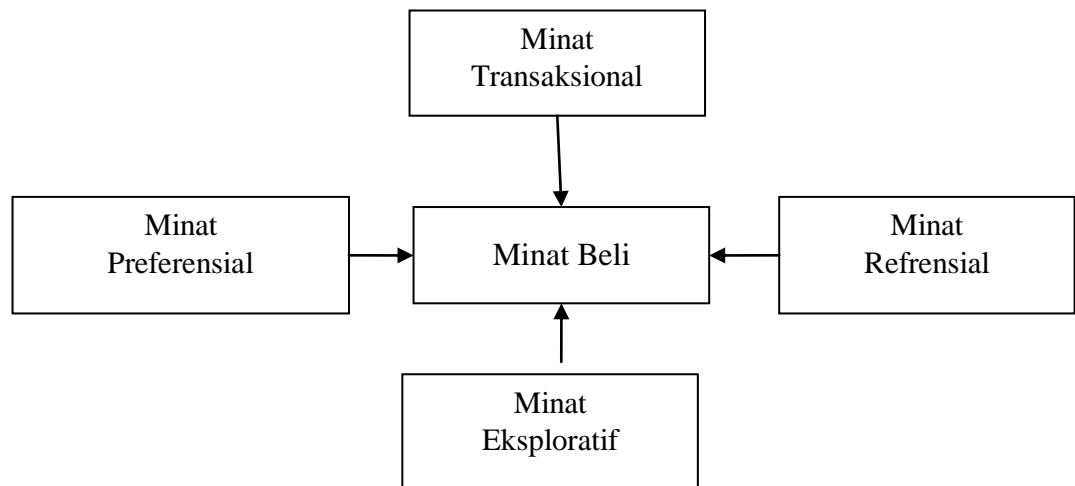 Minat
Transaksional
Minat
Preferensial
Minat Beli
Minat
Refrensial
Minat
Eksploratif